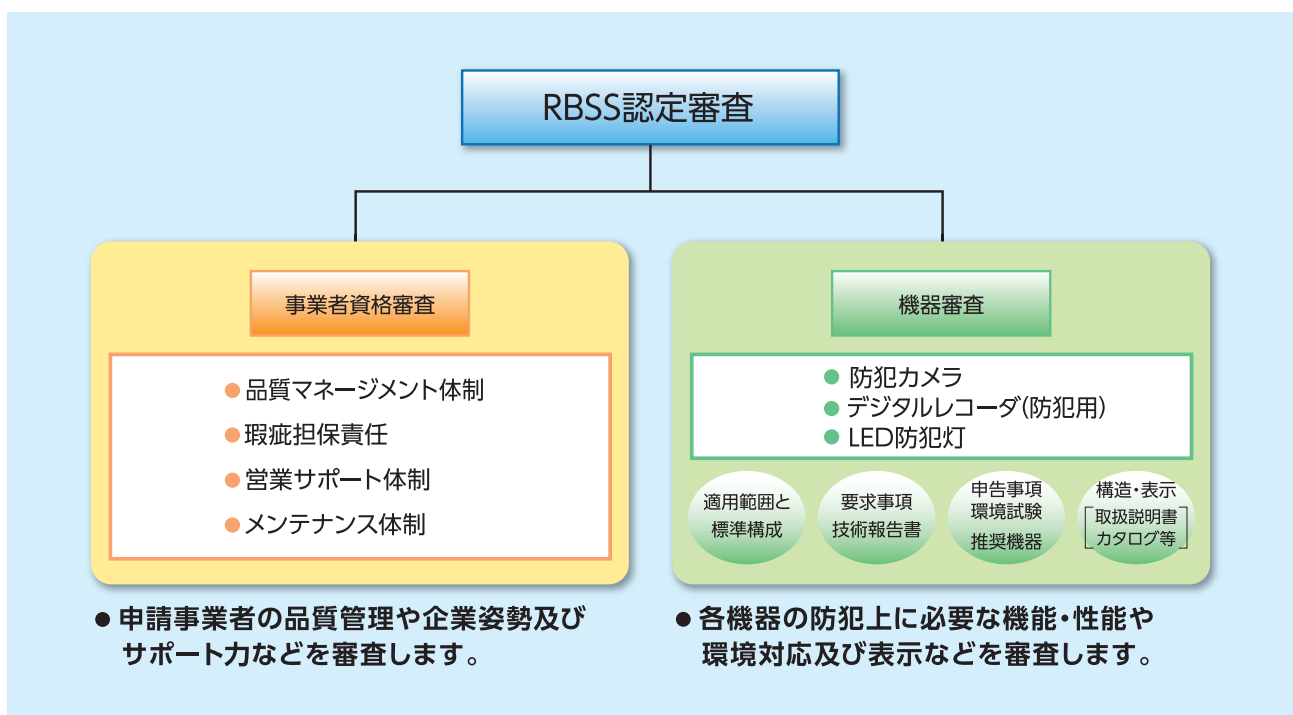 RBSS認定審査
事業者資格審査
●品質マネージメント体制
●瑕疵担保責任
●営業サポート体制
●メンテナンス体制
●申請事業者の品質管理や企業姿勢及び
サポート力などを審査します。
機器審査
●防犯カメラ
●デジタルレコーダ(防犯用)
●LED防犯灯
適用範囲と
標準構成
要求事項
技術報告書
申告事項
環境試験
推奨機器
構造・表示
[取扱説明書
カタログ等]
●各機器の防犯上に必要な機能・性能や
環境対応及び表示などを審査します。